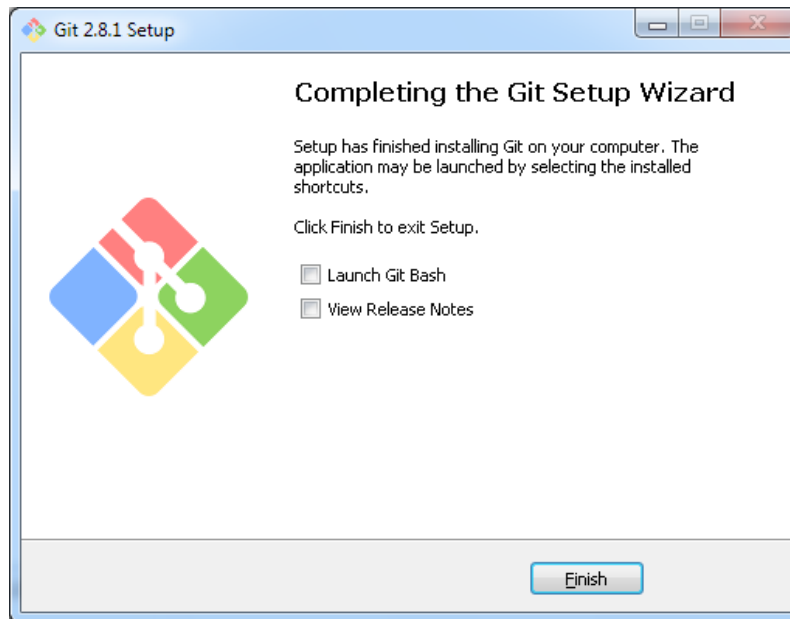 Git 2.8.1 Setup
Completing the Git Setup Wizard
Setup has finished installing Git on your computer. The
application may be launched by selecting the installed
shortcuts.
Click Finish to exit Setup.
Launch Git Bash
View Release Notes
Finish